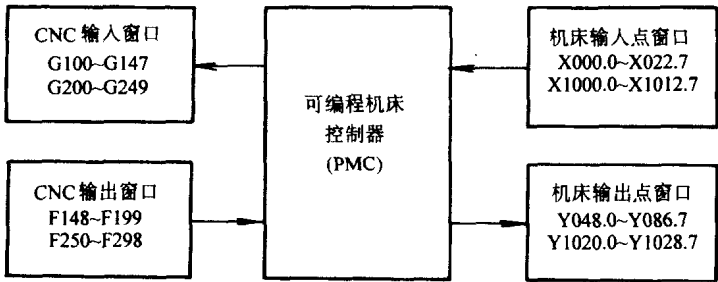 CNC 输入窗口
G100~G147
G200~G249
CNC 输出窗口
F148~F199
F250~F298
可编程机床
控制器
(PMC)
机床输人点窗口
X000.0~X022.7
X1000.0~X1012.7
机床输出点窗口
Y048.0~Y086.7
Y1020.0~Y1028.7